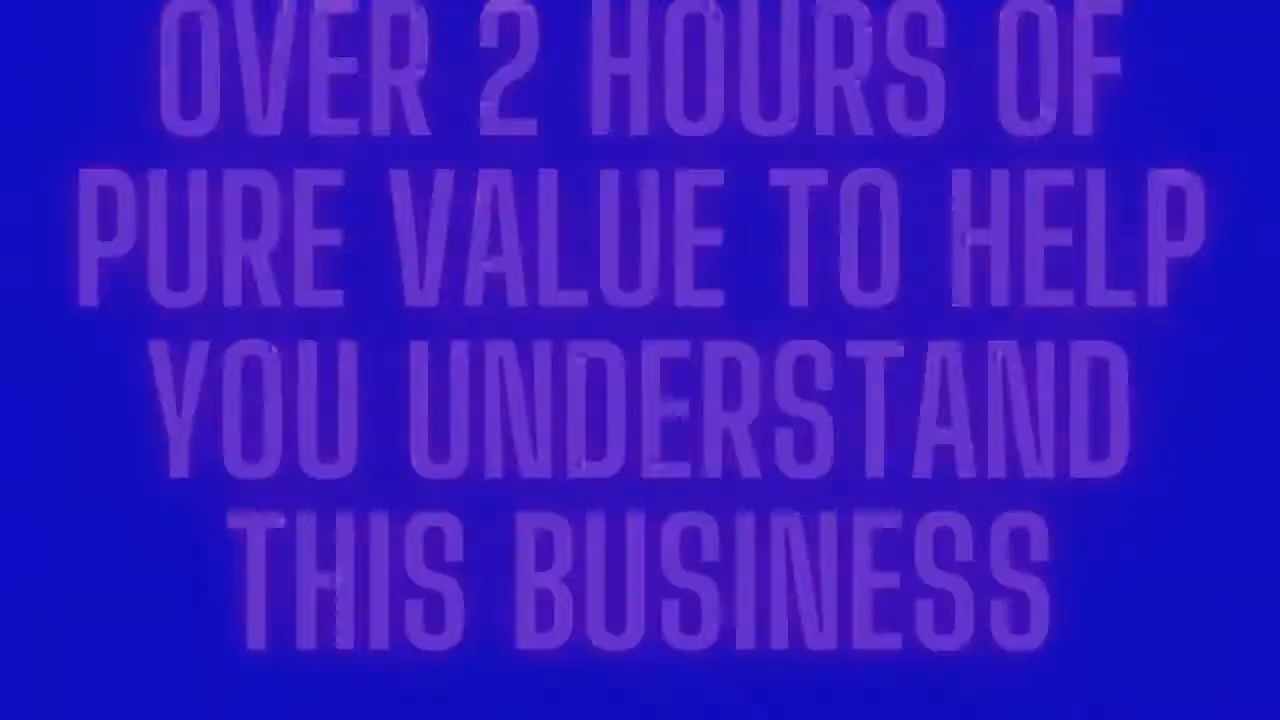 OVER 2 HOURS OF
PURE VALUE TO HELP
YOU UNDERSTAND
THIS BUSINESS